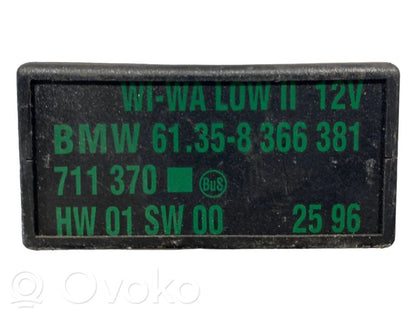 WI-WA LOW II 12V
BMW 61.35-8 366 381
711 370 BUS
HW 01 SW 00 25 96
© Ovoko